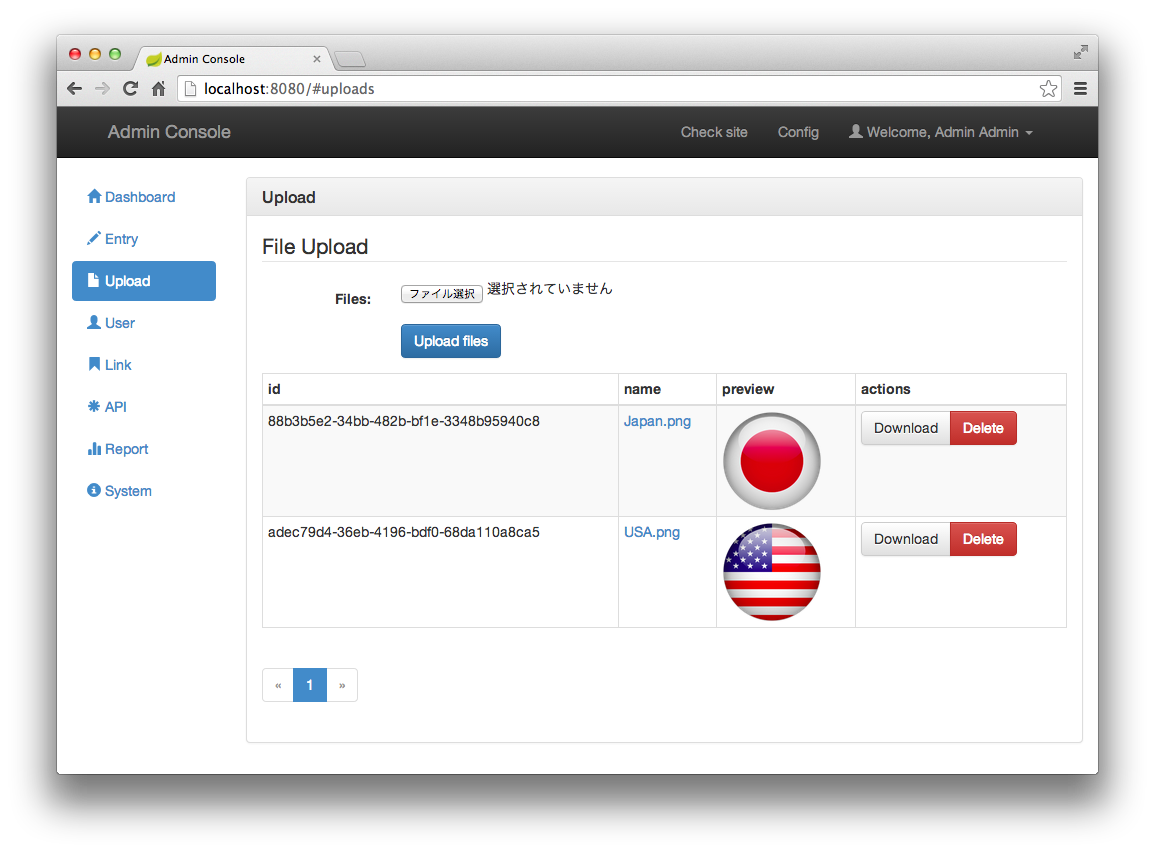 Admin Console
localhost:8080/#uploads
Admin Console Check site Config Welcome, Admin Admin
Dashboard
Entry
Upload
User
Link
API
Report
System
Upload
File Upload
Files: ファイル選択 選択されていません
Upload files
id name preview actions
88b3b5e2-34bb-482b-bf1e-3348b95940c8 Japan.png Download Delete
adec79d4-36eb-4196-bdf0-68da110a8ca5 USA.png Download Delete
« 1 »